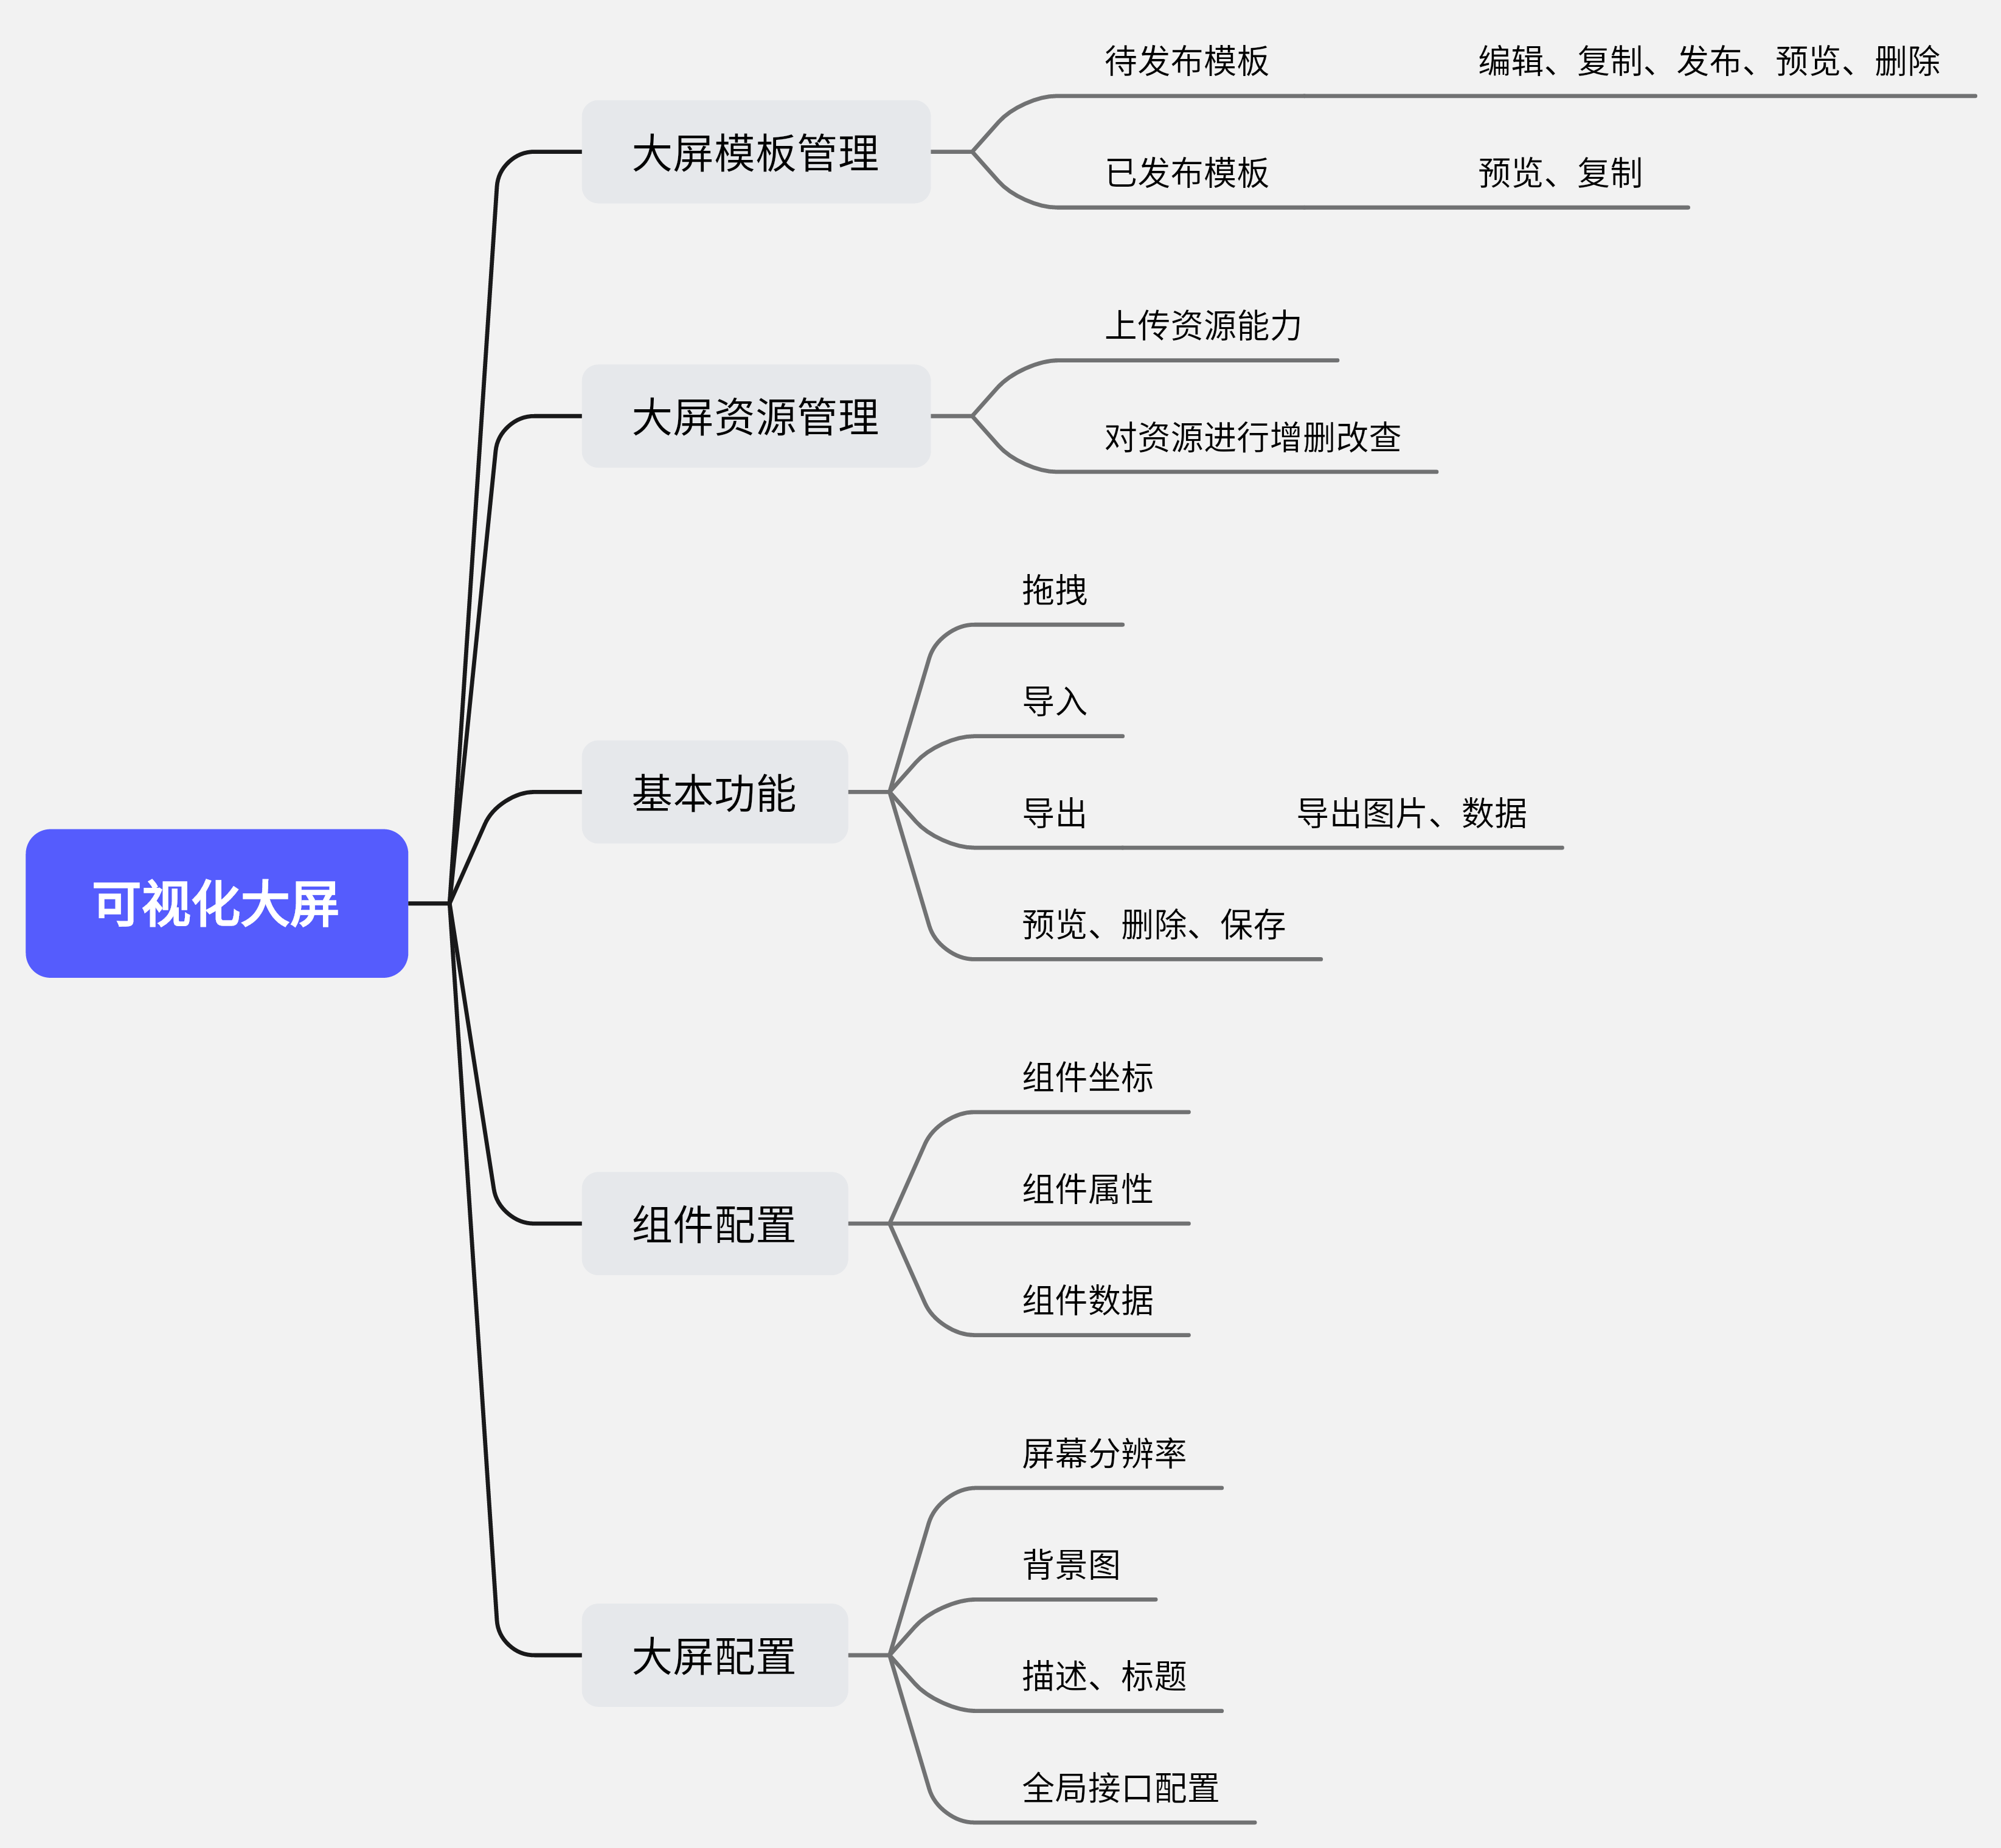 可视化大屏
大屏模板管理
待发布模板
编辑、复制、发布、预览、删除
已发布模板
预览、复制
大屏资源管理
上传资源能力
对资源进行增删改查
基本功能
拖拽
导入
导出
导出图片、数据
预览、删除、保存
组件配置
组件坐标
组件属性
组件数据
大屏配置
屏幕分辨率
背景图
描述、标题
全局接口配置